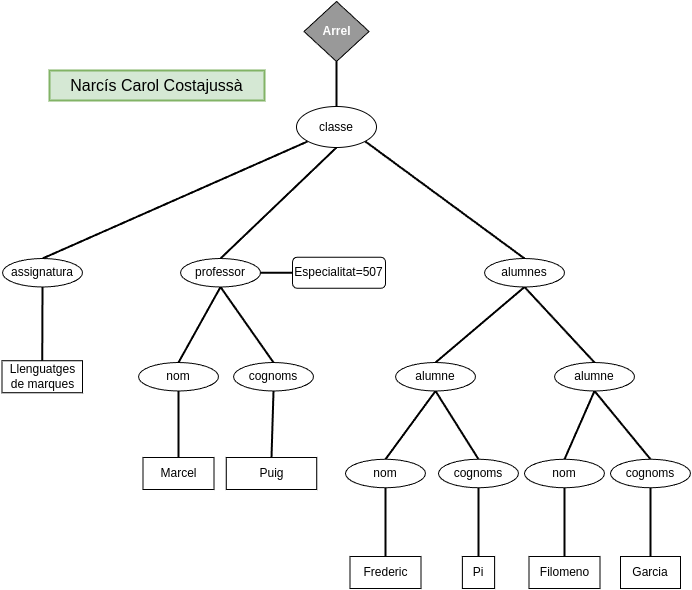 Arrel
Narcís Carol Costajussà
classe
assignatura
professor
Especialitat=507
alumnes
Llenguatges
de marques
nom
cognoms
alumne
alumne
Marcel
Puig
nom
cognoms
nom
cognoms
Frederic
Pi
Filomeno
Garcia